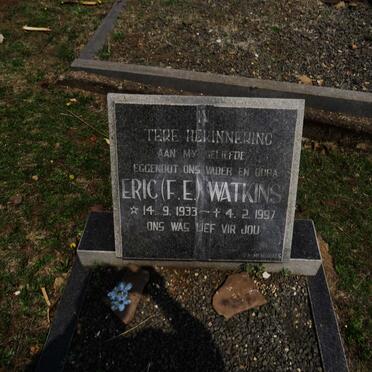 IN
TERE HERINNERING
AAN MY GELIEFDE
EGGENOOT ONS VADER EN OUPA
ERIC (F.E.) WATKINS
☆ 14. 9. 1933 – ✝ 4. 2. 1997
ONS WAS LIEF VIR JOU